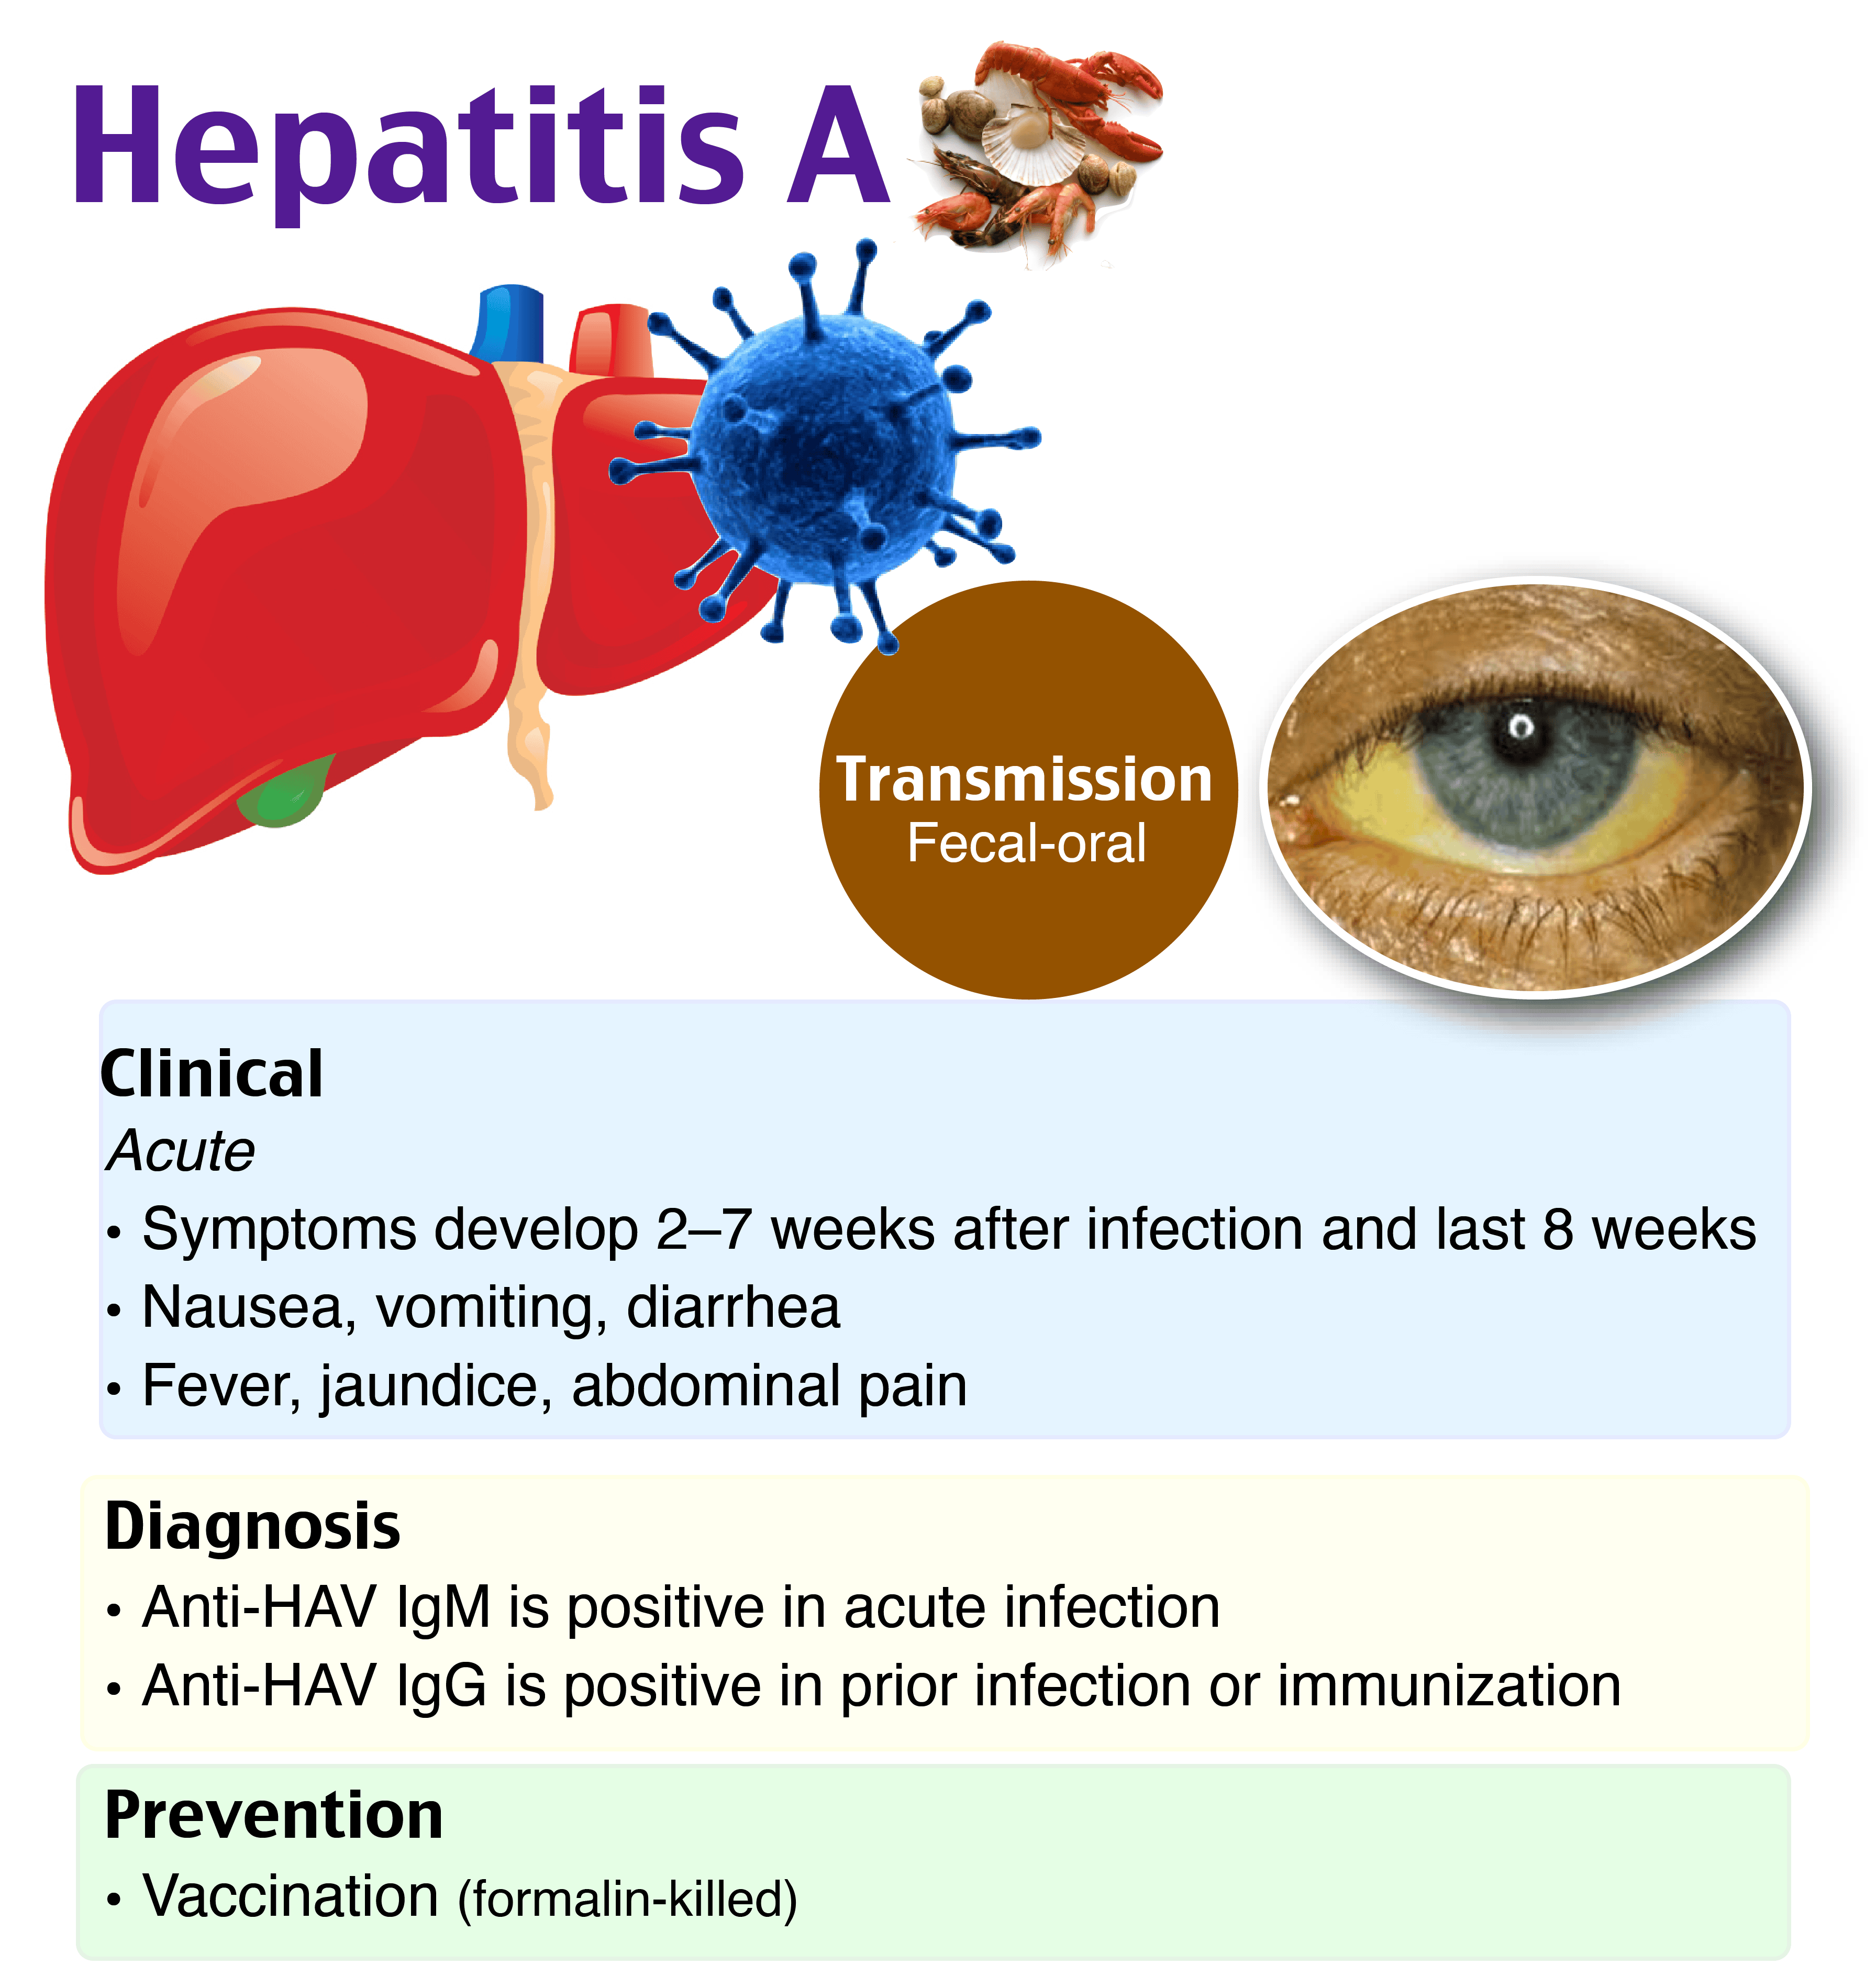 Hepatitis A
Transmission
Fecal-oral
Clinical
Acute
• Symptoms develop 2–7 weeks after infection and last 8 weeks
• Nausea, vomiting, diarrhea
• Fever, jaundice, abdominal pain
Diagnosis
• Anti-HAV IgM is positive in acute infection
• Anti-HAV IgG is positive in prior infection or immunization
Prevention
• Vaccination (formalin-killed)